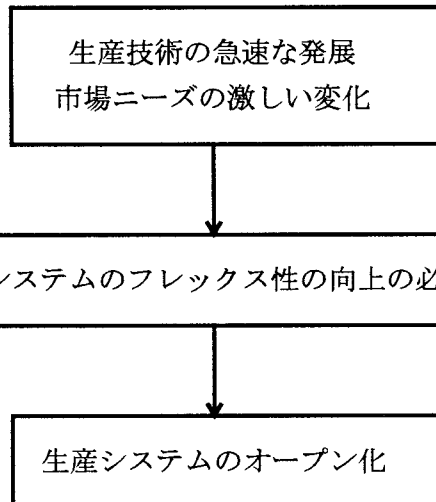 生産技術の急速な発展
市場ニーズの激しい変化
システムのフレックス性の向上の必
生産システムのオープン化